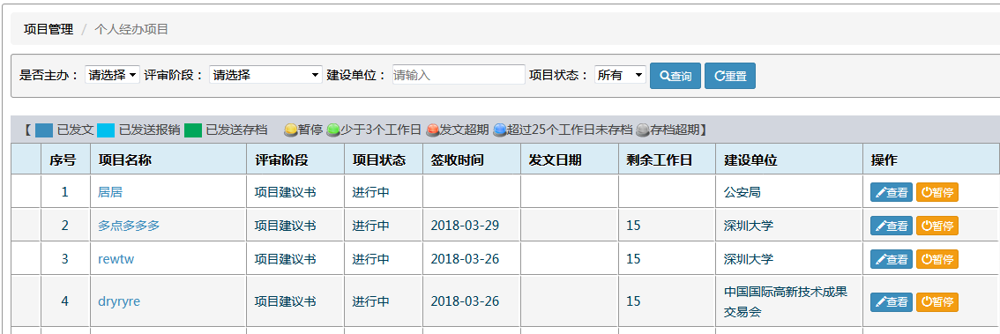 项目管理 / 个人经办项目
是否主办： 请选择 评审阶段： 请选择 建设单位： 请输入 项目状态： 所有 查询 重置
【 已发文 已发送报销 已发送存档 暂停 少于3个工作日 发文超期 超过25个工作日未存档 存档超期】
序号 项目名称 评审阶段 项目状态 签收时间 发文日期 剩余工作日 建设单位 操作
1 居居 项目建议书 进行中 公安局 查看 暂停
2 多点多多多 项目建议书 进行中 2018-03-29 15 深圳大学 查看 暂停
3 rewtw 项目建议书 进行中 2018-03-26 15 深圳大学 查看 暂停
4 dryryre 项目建议书 进行中 2018-03-26 15 中国国际高新技术成果 查看 暂停
交易会